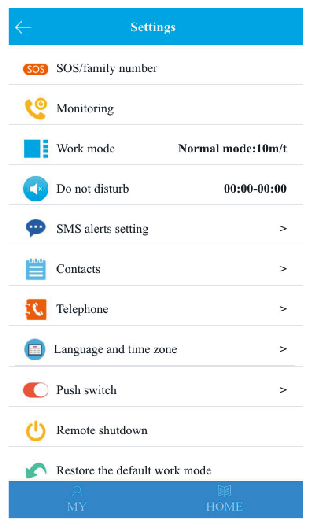 Settings
SOS SOS/family number
Monitoring
Work mode Normal mode:10m/t
Do not disturb 00:00-00:00
SMS alerts setting >
Contacts >
Telephone >
Language and time zone >
Push switch >
Remote shutdown
Restore the default work mode
MY HOME